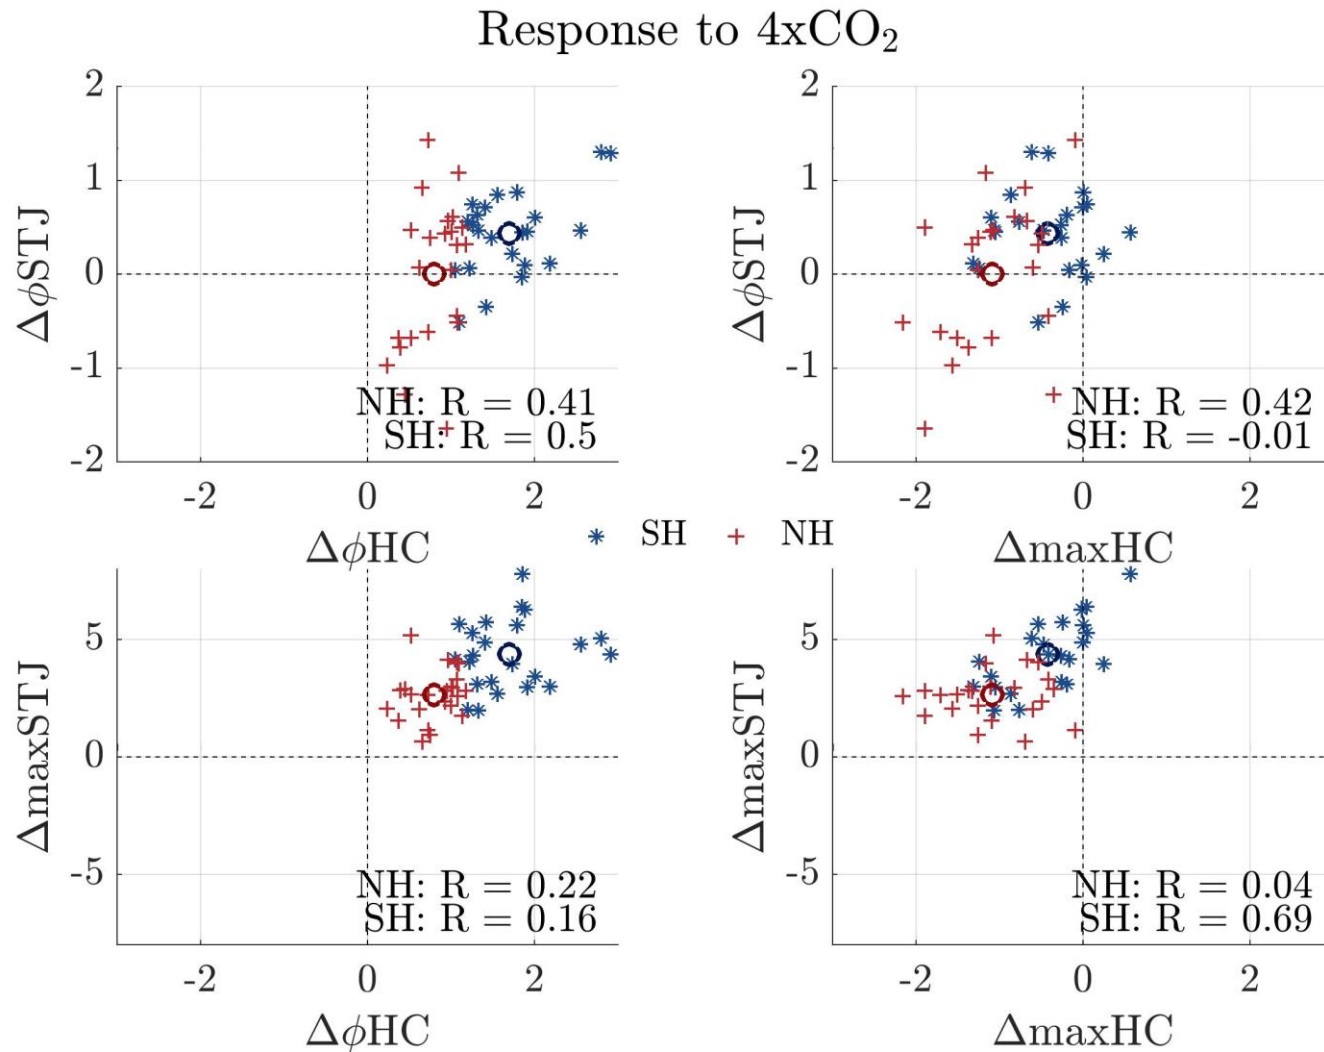 Response to 4xCO₂
2
1
0
-1
-2
ΔϕSTJ
NH: R = 0.41
SH: R = 0.5
-2 0 2
ΔϕHC
2
1
0
-1
-2
ΔϕSTJ
NH: R = 0.42
SH: R = -0.01
-2 0 2
ΔmaxHC
SH NH
5
0
-5
ΔmaxSTJ
NH: R = 0.22
SH: R = 0.16
-2 0 2
ΔϕHC
5
0
-5
ΔmaxSTJ
NH: R = 0.04
SH: R = 0.69
-2 0 2
ΔmaxHC